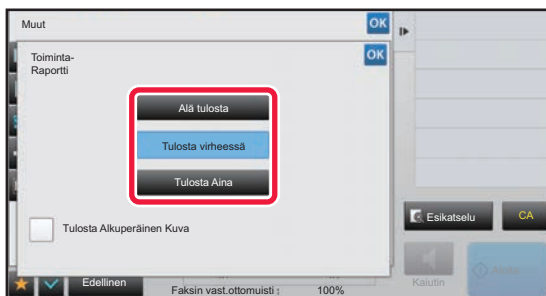 Muut
OK
Toiminta-
Raportti
OK
Älä tulosta
Tulosta virheessä
Tulosta Aina
Tulosta Alkuperäinen Kuva
Esikatselu
CA
Edellinen
Faksin vast.ottomuisti :
100%
Kaiutin